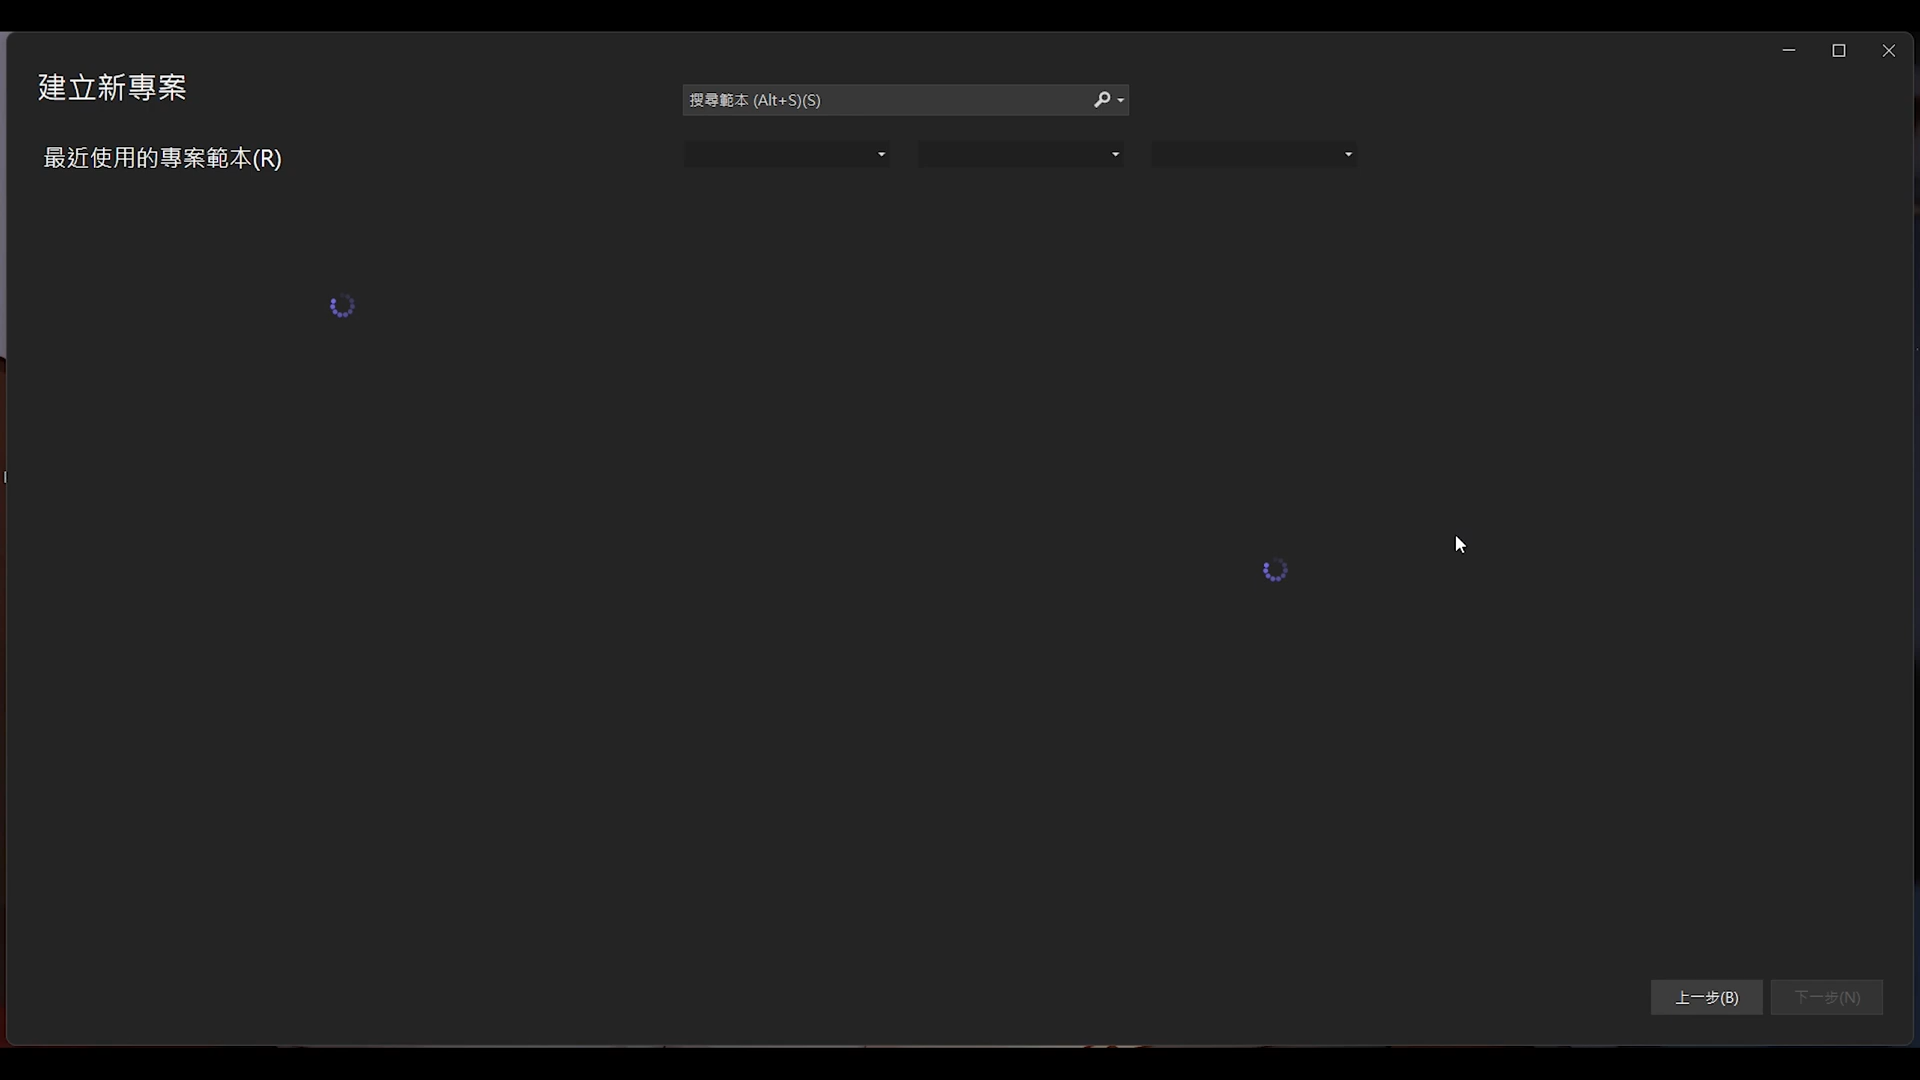 建立新專案
搜尋範本 (Alt+S)(S)
最近使用的專案範本(R)
上一步(B)
下一步(N)